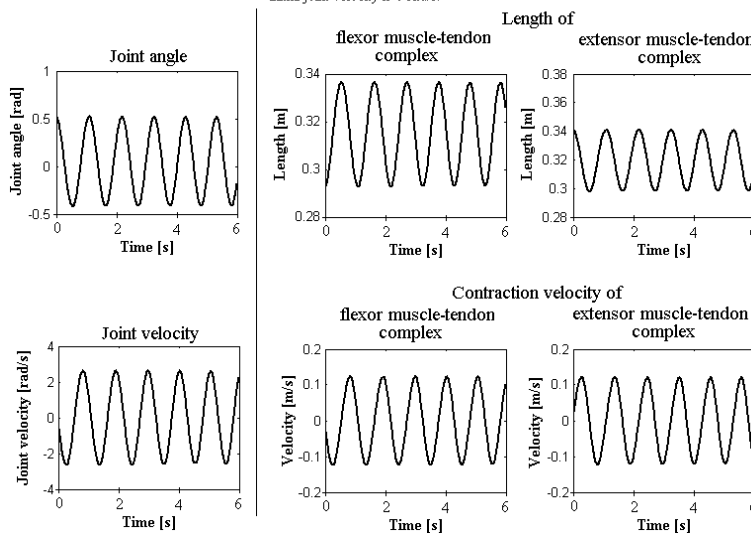 Length of
Joint angle
flexor muscle-tendon
complex
extensor muscle-tendon
complex
1
0.5
0
-0.5
Joint angle [rad]
0 2 4 6
Time [s]
0.34
0.32
0.3
0.28
Length [m]
0 2 4 6
Time [s]
0.38
0.36
0.34
0.32
0.3
0.28
Length [m]
0 2 4 6
Time [s]
Contraction velocity of
Joint velocity
flexor muscle-tendon
complex
extensor muscle-tendon
complex
4
2
0
-2
-4
Joint velocity [rad/s]
0 2 4 6
Time [s]
0.2
0.1
0
-0.1
-0.2
Velocity [m/s]
0 2 4 6
Time [s]
0.2
0.1
0
-0.1
-0.2
Velocity [m/s]
0 2 4 6
Time [s]